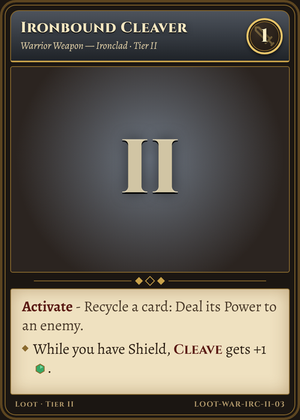 Ironbound Cleaver
1
Warrior Weapon — Ironclad · Tier II
II
Activate - Recycle a card: Deal its Power to
an enemy.
While you have Shield, Cleave gets +1
.
Loot · Tier II
LOOT-WAR-IRC-II-03